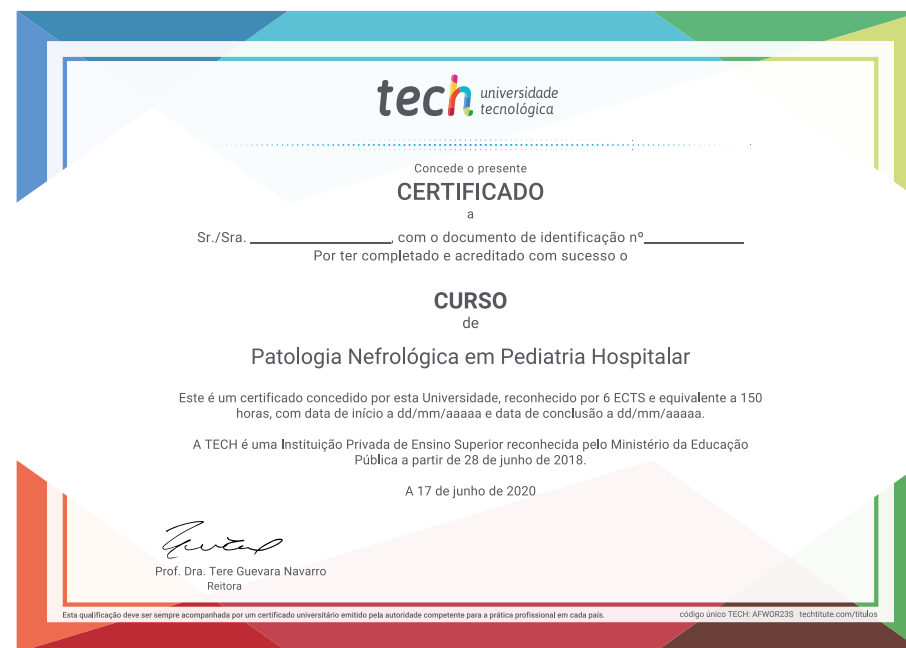 tech universidade
tecnológica
Concede o presente
CERTIFICADO
a
Sr./Sra. ____________________, com o documento de identificação nº______________
Por ter completado e acreditado com sucesso o
CURSO
de
Patologia Nefrológica em Pediatria Hospitalar
Este é um certificado concedido por esta Universidade, reconhecido por 6 ECTS e equivalente a 150
horas, com data de início a dd/mm/aaaaa e data de conclusão a dd/mm/aaaaa.
A TECH é uma Instituição Privada de Ensino Superior reconhecida pelo Ministério da Educação
Pública a partir de 28 de junho de 2018.
A 17 de junho de 2020
Prof. Dra. Tere Guevara Navarro
Reitora
Esta qualificação deve ser sempre acompanhada por um certificado universitário emitido pela autoridade competente para a prática profissional em cada país.
código único TECH: AFWOR23S techtitute.com/titulos